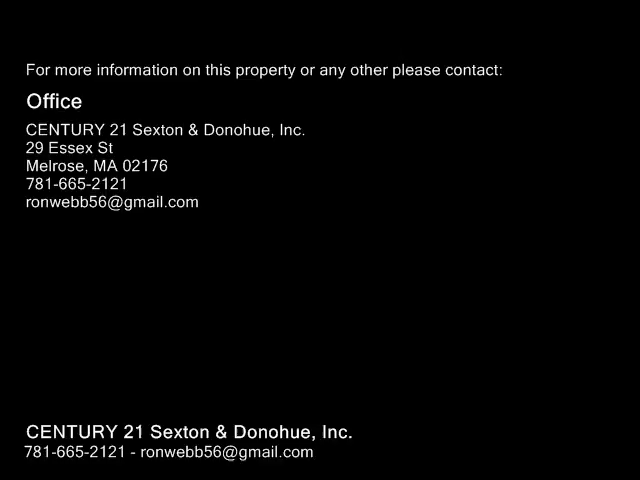 For more information on this property or any other please contact:
Office
CENTURY 21 Sexton & Donohue, Inc.
29 Essex St
Melrose, MA 02176
781-665-2121
ronwebb56@gmail.com
CENTURY 21 Sexton & Donohue, Inc.
781-665-2121 - ronwebb56@gmail.com